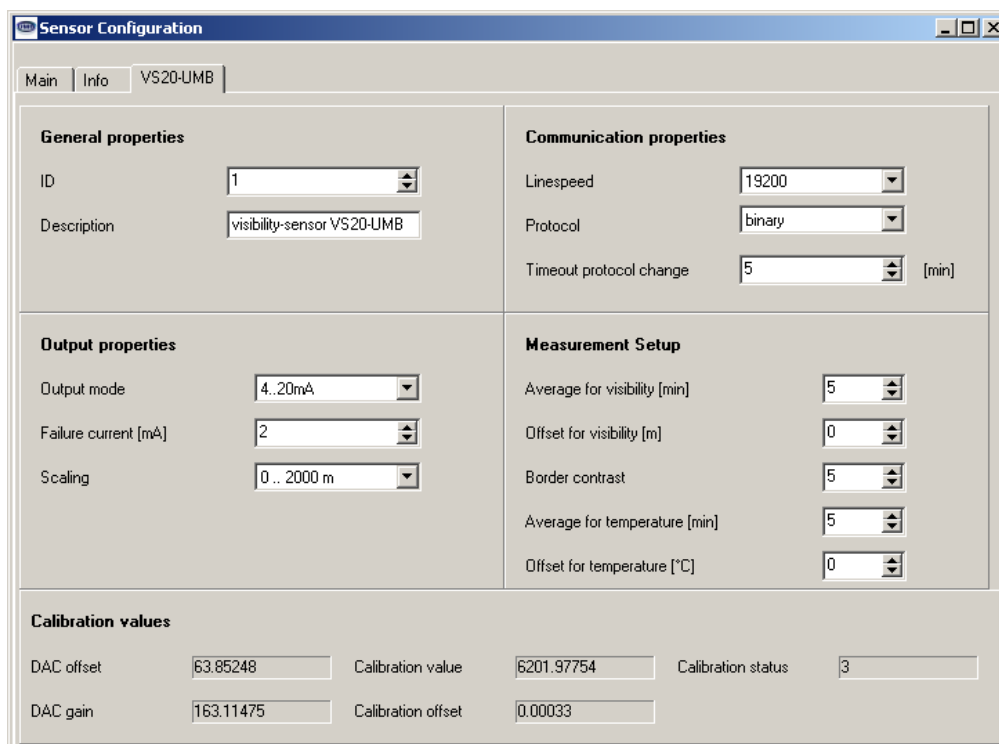 Sensor Configuration
Main Info VS20-UMB
General properties
ID 1
Description visibility-sensor VS20-UMB
Communication properties
Linespeed 19200
Protocol binary
Timeout protocol change 5 [min]
Output properties
Output mode 4..20mA
Failure current [mA] 2
Scaling 0 .. 2000 m
Measurement Setup
Average for visibility [min] 5
Offset for visibility [m] 0
Border contrast 5
Average for temperature [min] 5
Offset for temperature [°C] 0
Calibration values
DAC offset 63.85248 Calibration value 6201.97754 Calibration status 3
DAC gain 163.11475 Calibration offset 0.00033